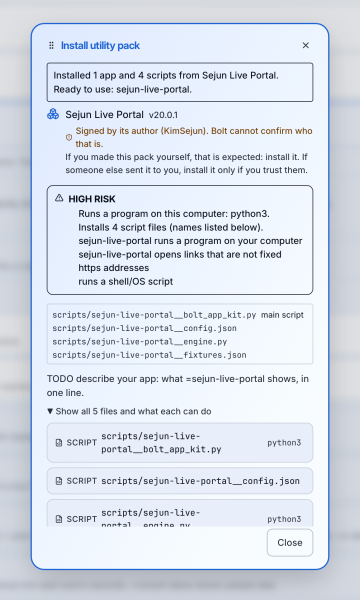 Install utility pack
Installed 1 app and 4 scripts from Sejun Live Portal.
Ready to use: sejun-live-portal.
Sejun Live Portal v20.0.1
Signed by its author (KimSejun). Bolt cannot confirm who
that is.
If you made this pack yourself, that is expected: install it. If
someone else sent it to you, install it only if you trust them.
HIGH RISK
Runs a program on this computer: python3.
Installs 4 script files (names listed below).
sejun-live-portal runs a program on your computer
sejun-live-portal opens links that are not fixed
https addresses
runs a shell/OS script
scripts/sejun-live-portal__bolt_app_kit.py main script
scripts/sejun-live-portal__config.json
scripts/sejun-live-portal__engine.py
scripts/sejun-live-portal__fixtures.json
TODO describe your app: what =sejun-live-portal shows, in
one line.
▼ Show all 5 files and what each can do
SCRIPT scripts/sejun-live-
portal__bolt_app_kit.py python3
SCRIPT scripts/sejun-live-portal__config.json
SCRIPT scripts/sejun-live-
portal__engine.py python3
Close